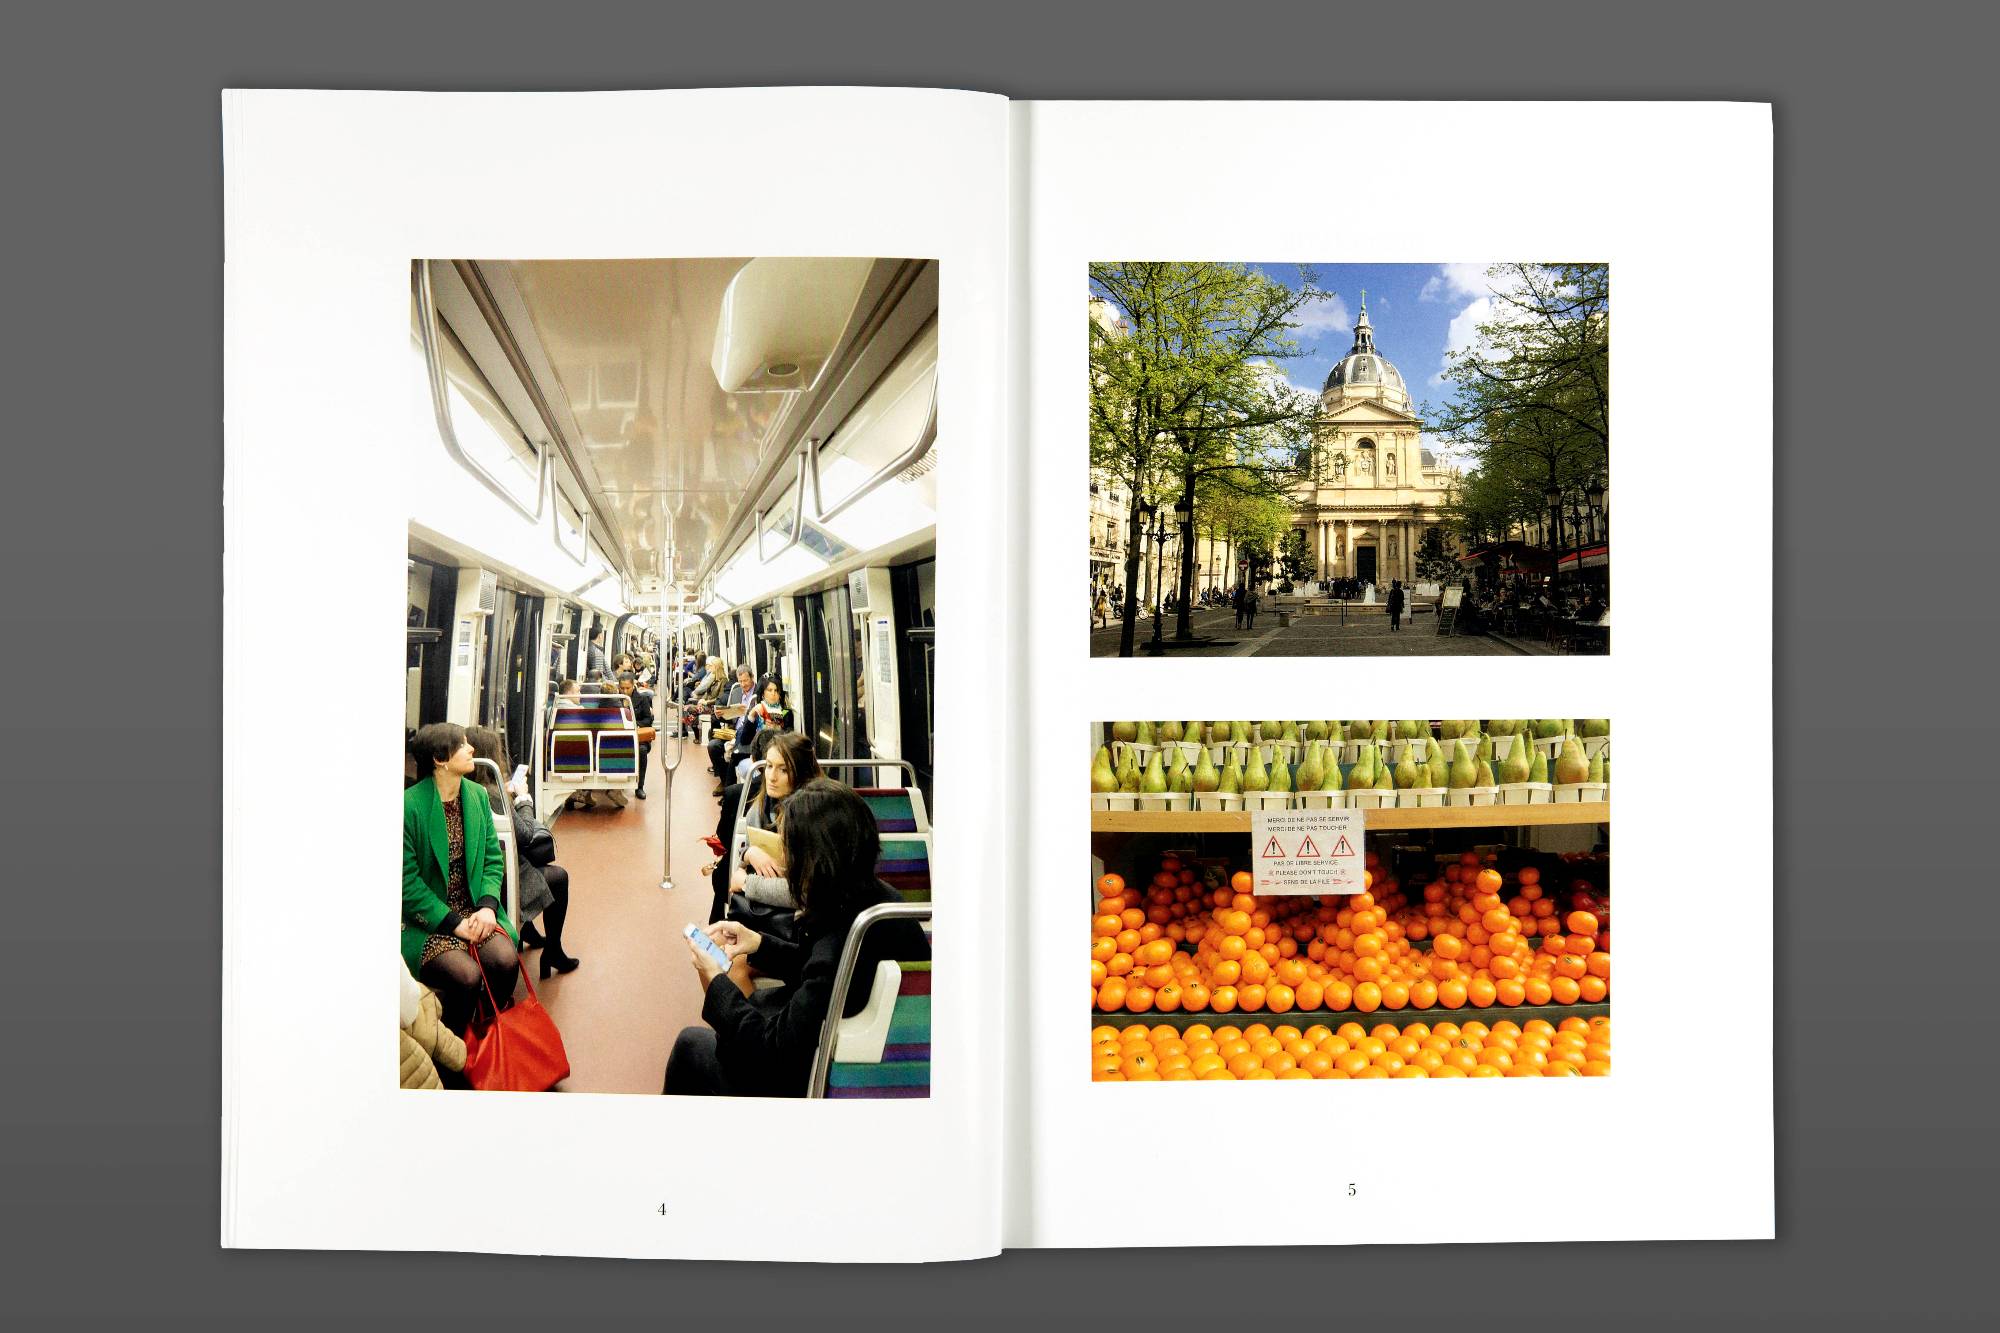 MERCI DE NE PAS SE SERVIR
MERCI DE NE PAS TOUCHER
PAS DE LIBRE SERVICE
PLEASE DON'T TOUCH
SENS DE LA FILE
4
5